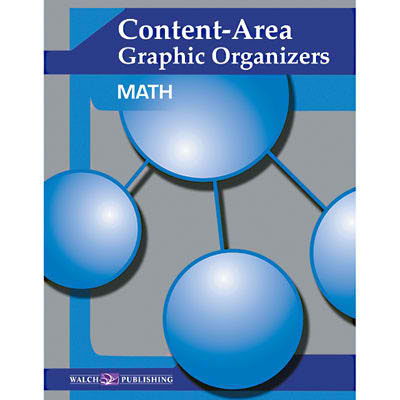 Content-Area
Graphic Organizers
MATH
WALCH PUBLISHING